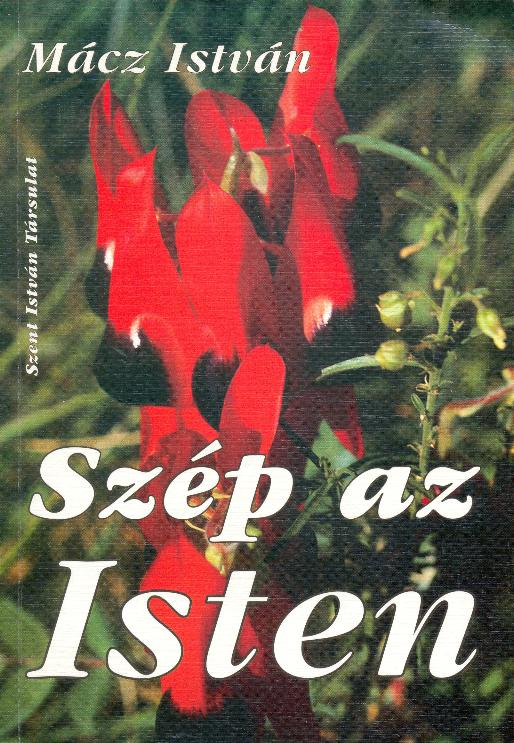 Mácz István
Szent István Társulat
Szép az
Isten